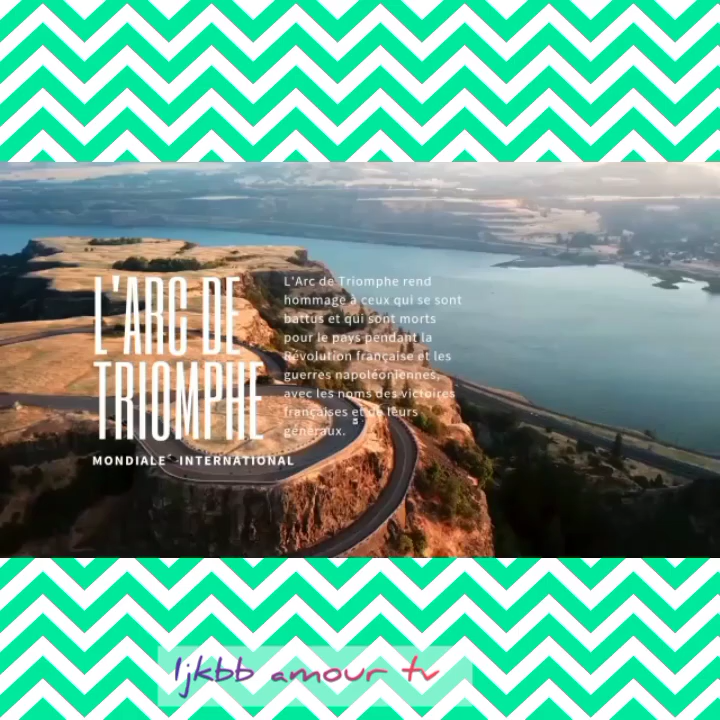 L'ARC DE
TRIOMPHE
MONDIALE INTERNATIONAL
L'Arc de Triomphe rend
hommage à ceux qui se sont
battus et qui sont morts
pour le pays pendant la
Révolution française et les
guerres napoléoniennes,
avec les noms des victoires
françaises et de leurs
généraux.
ljkbb amour tv